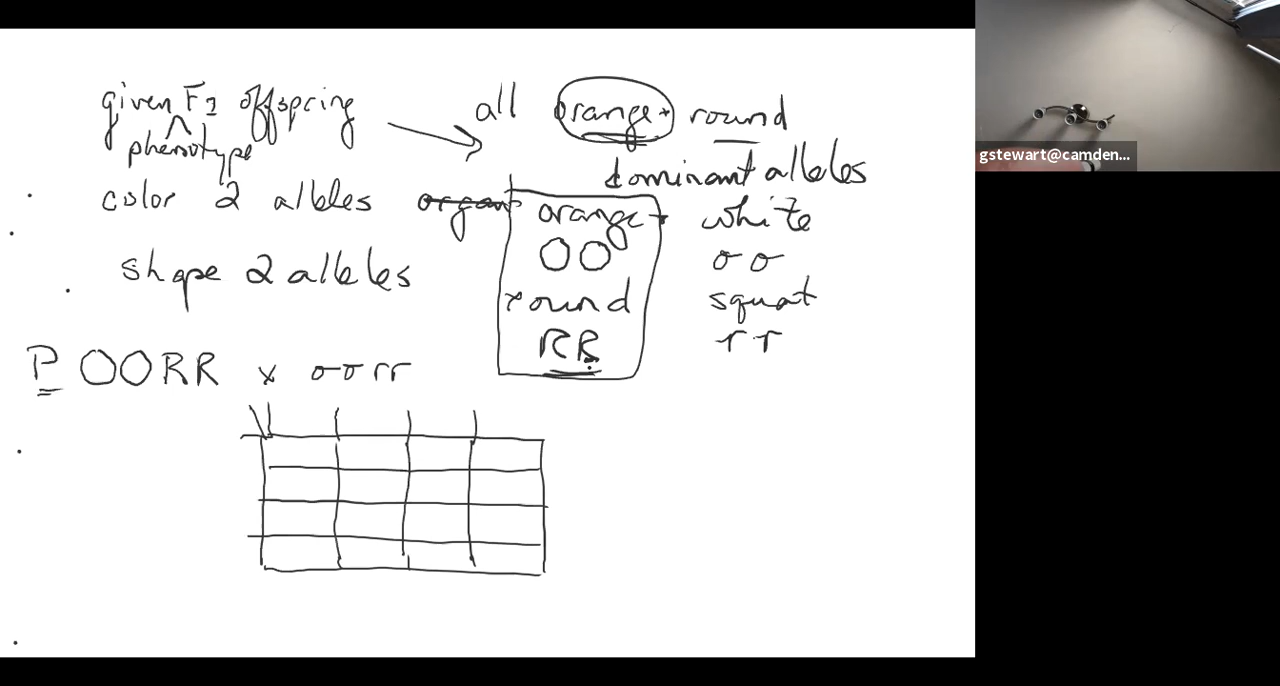 given F1 offspring → all orange + round
phenotype
dominant alleles
color 2 alleles orange + white
OO oo
shape 2 alleles
round squat
RR rr
P OORR x oorr
gstewart@camden...